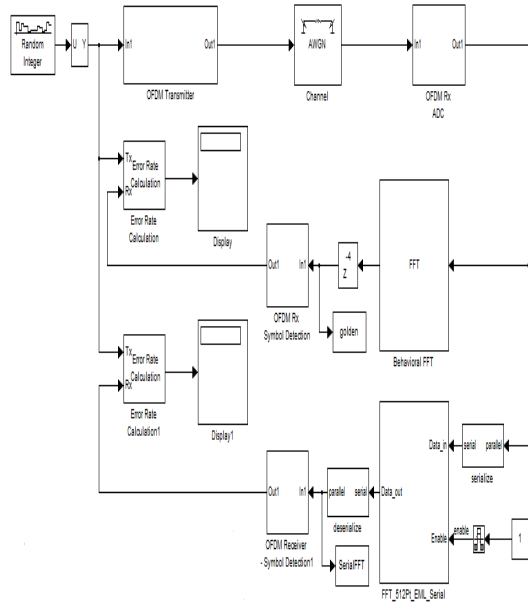 Random
Integer
U Y
In1 Out1
OFDM Transmitter
AWGN
Channel
In1 Out1
OFDM Rx
ADC
Tx
Rx
Error Rate
Calculation
Error Rate
Calculation
Display
Out1 In1
OFDM Rx
Symbol Detection
-4
Z
golden
FFT
Behavioral FFT
Tx
Rx
Error Rate
Calculation
Error Rate
Calculation1
Display1
Out1 In1
OFDM Receiver
- Symbol Detection1
parallel serial
deserialize
SerialFFT
Data_in
Data_out
Enable
FFT_512Pt_EML_Serial
serial parallel
serialize
enable
1